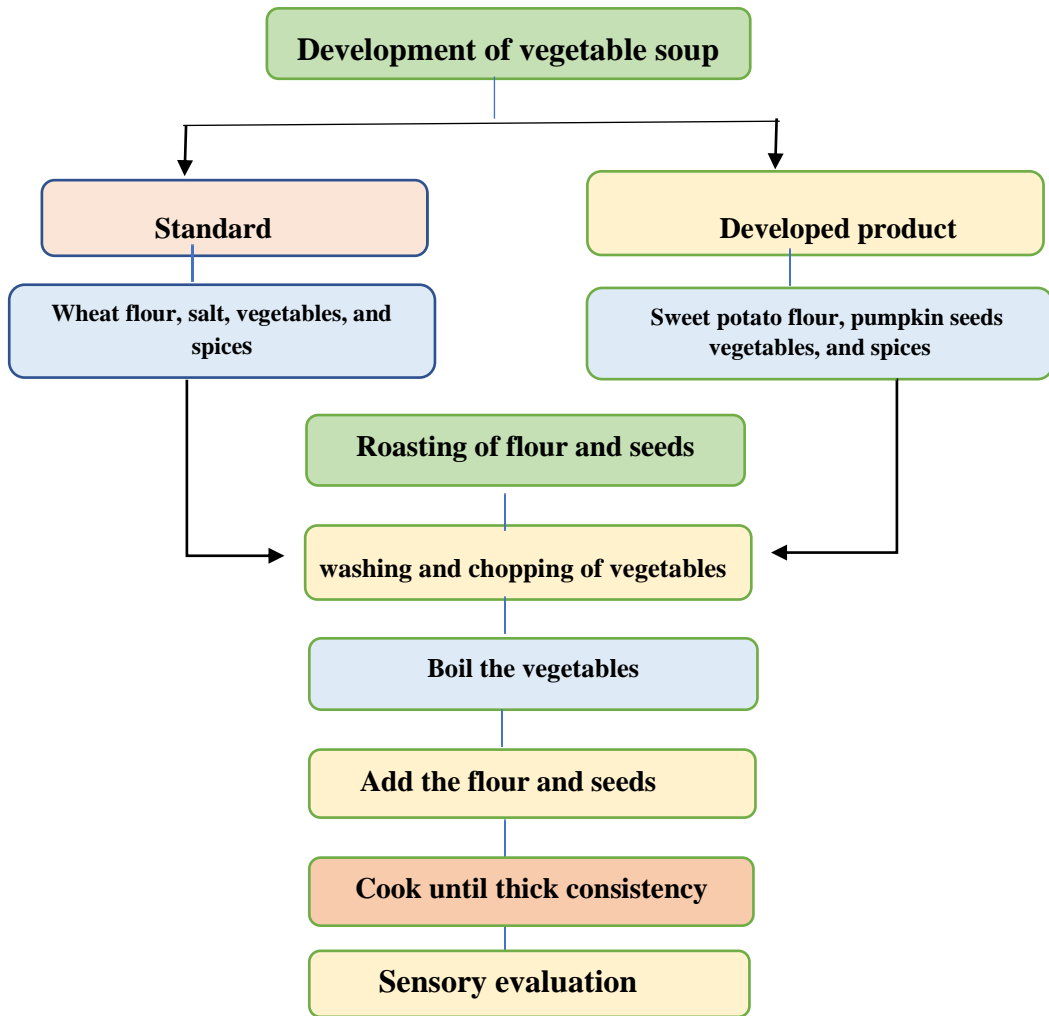 Development of vegetable soup
Standard
Developed product
Wheat flour, salt, vegetables, and
spices
Sweet potato flour, pumpkin seeds
vegetables, and spices
Roasting of flour and seeds
washing and chopping of vegetables
Boil the vegetables
Add the flour and seeds
Cook until thick consistency
Sensory evaluation